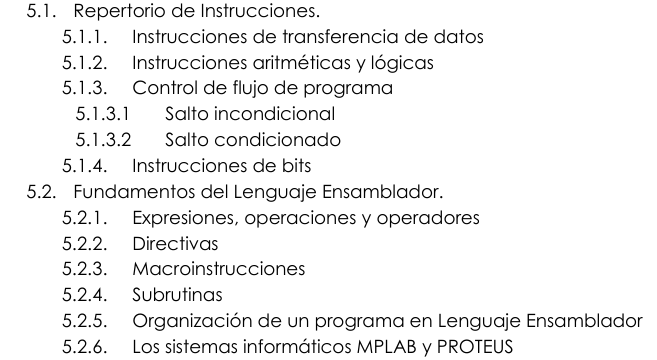 5.1. Repertorio de Instrucciones.
5.1.1. Instrucciones de transferencia de datos
5.1.2. Instrucciones aritméticas y lógicas
5.1.3. Control de flujo de programa
5.1.3.1 Salto incondicional
5.1.3.2 Salto condicionado
5.1.4. Instrucciones de bits
5.2. Fundamentos del Lenguaje Ensamblador.
5.2.1. Expresiones, operaciones y operadores
5.2.2. Directivas
5.2.3. Macroinstrucciones
5.2.4. Subrutinas
5.2.5. Organización de un programa en Lenguaje Ensamblador
5.2.6. Los sistemas informáticos MPLAB y PROTEUS